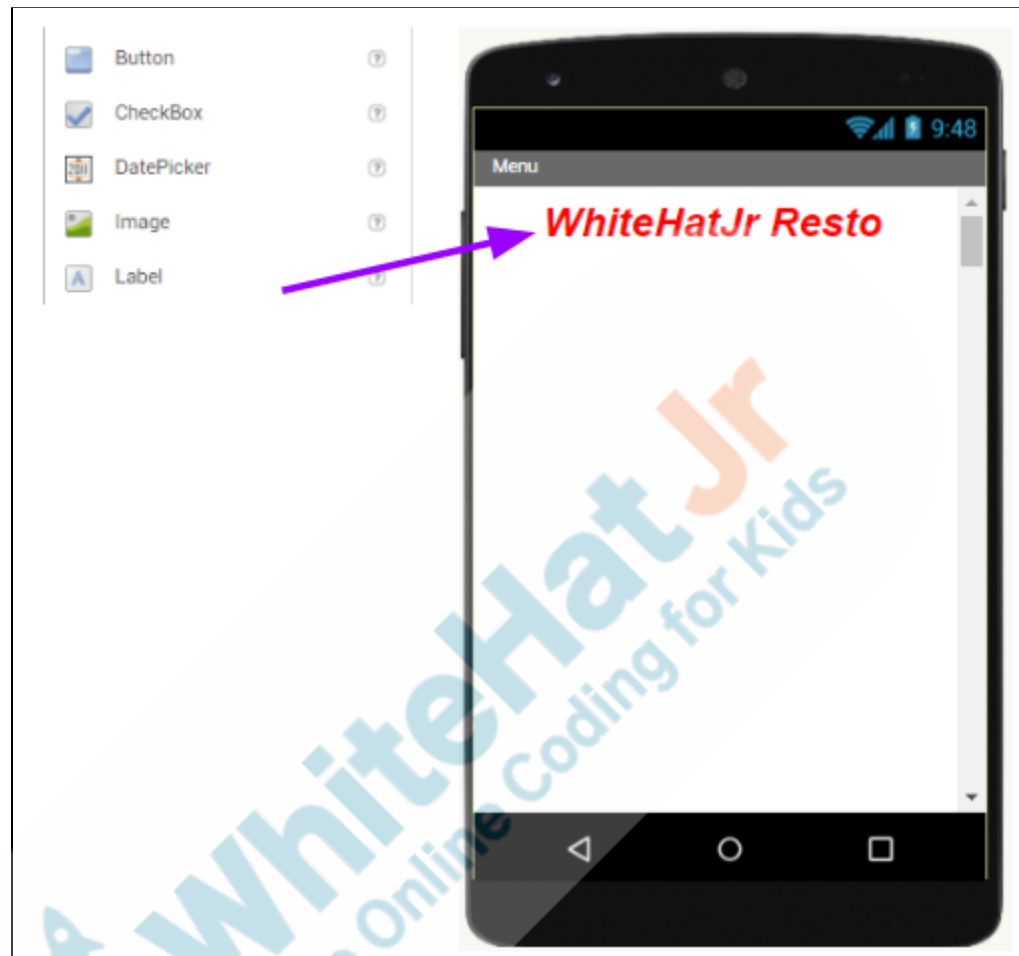 Button
CheckBox
DatePicker
Image
Label
9:48
Menu
WhiteHatJr Resto
WhiteHat Jr
Online Coding for Kids